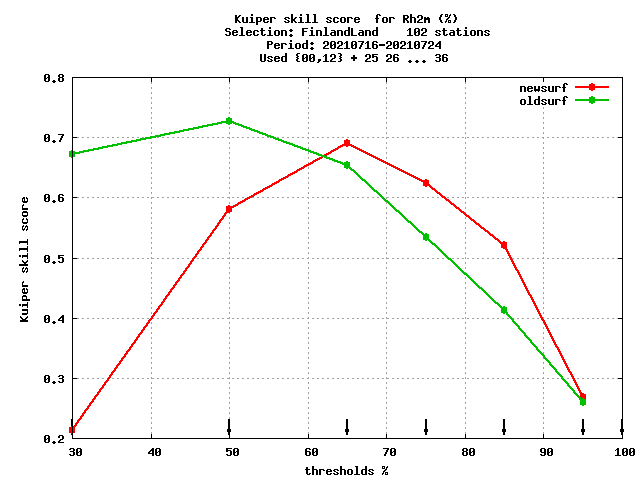 Kuiper skill score  for Rh2m (%)
Selection: FinlandLand    102 stations
Period: 20210716-20210724
Used {00,12} + 25 26 ... 36
newsurf
oldsurf
Kuiper skill score
0.8
0.7
0.6
0.5
0.4
0.3
0.2
30 40 50 60 70 80 90 100
thresholds %